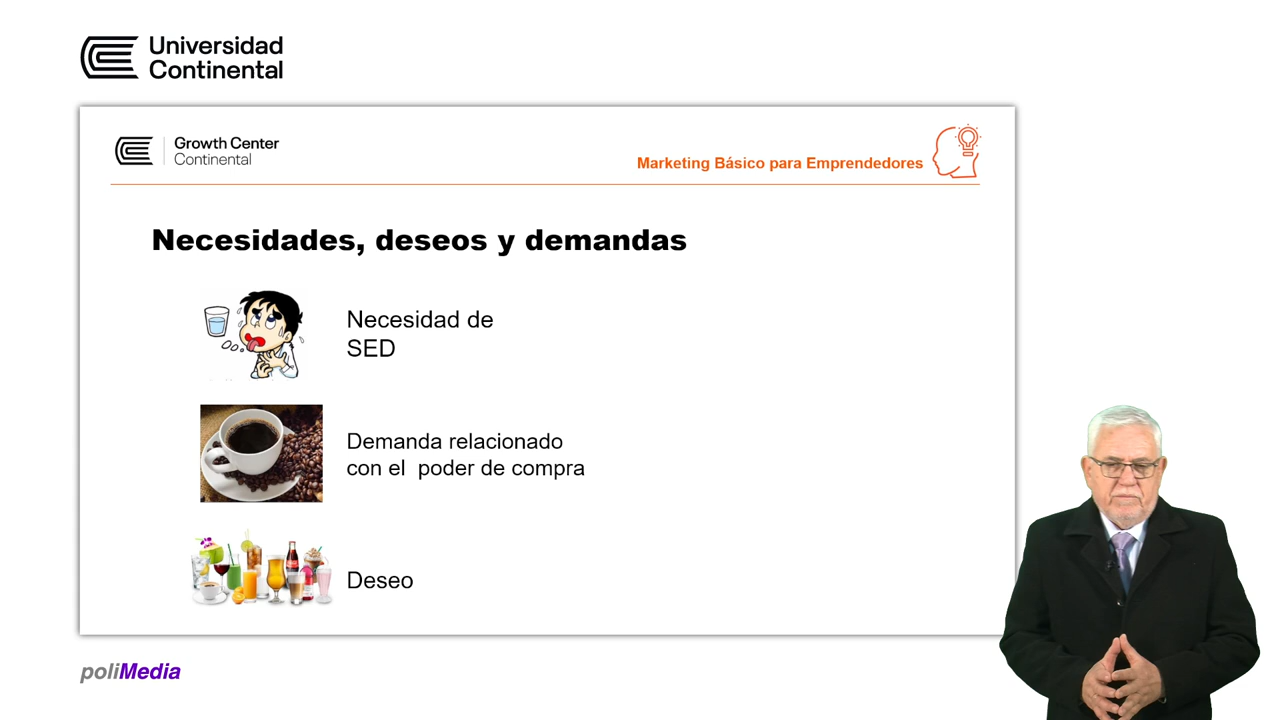 Universidad
Continental
Growth Center
Continental
Marketing Básico para Emprendedores
Necesidades, deseos y demandas
Necesidad de
SED
Demanda relacionado
con el poder de compra
Deseo
poliMedia